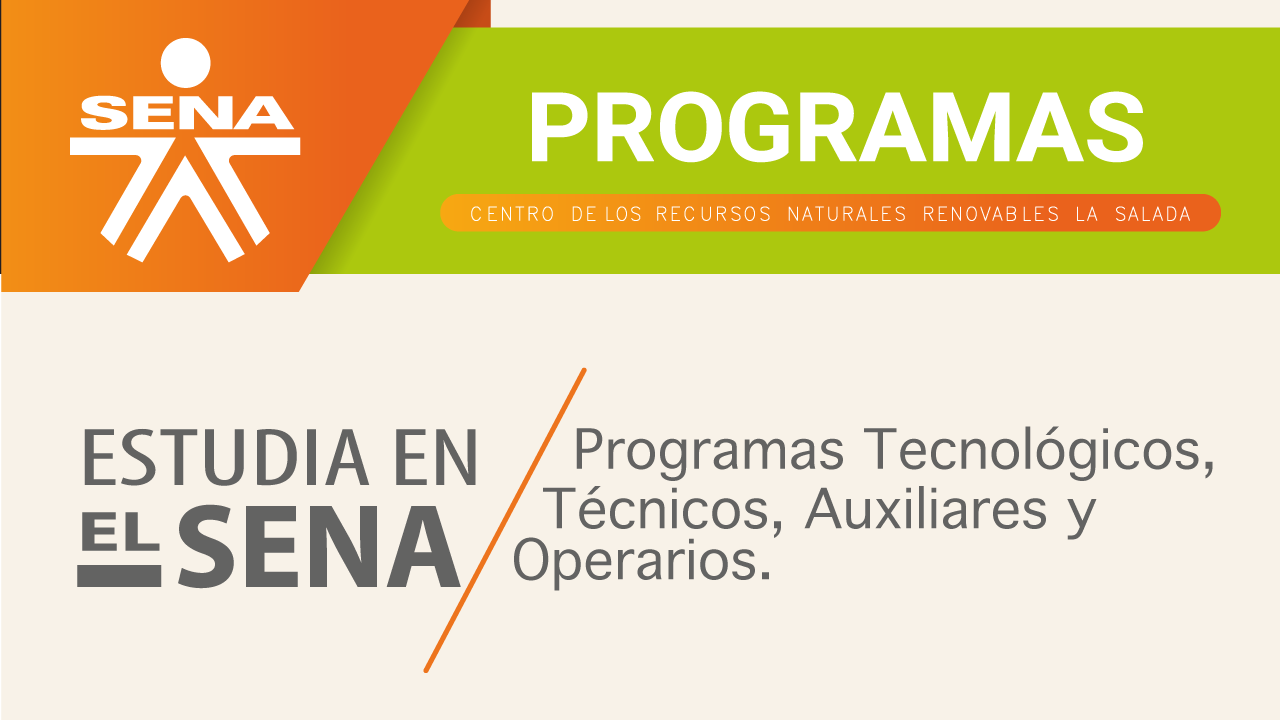 SENA
PROGRAMAS
CENTRO DE LOS RECURSOS NATURALES RENOVABLES LA SALADA
ESTUDIA EN
EL SENA
Programas Tecnológicos,
Técnicos, Auxiliares y
Operarios.